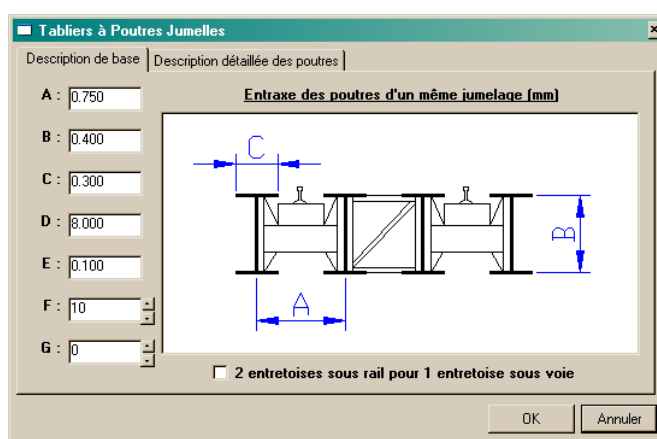 Tabliers à Poutres Jumelles
Description de base
Description détaillée des poutres
A : 0.750
Entraxe des poutres d'un même jumelage (mm)
B : 0.400
C : 0.300
D : 8.000
E : 0.100
F : 10
G : 0
C
B
A
2 entretoises sous rail pour 1 entretoise sous voie
OK
Annuler